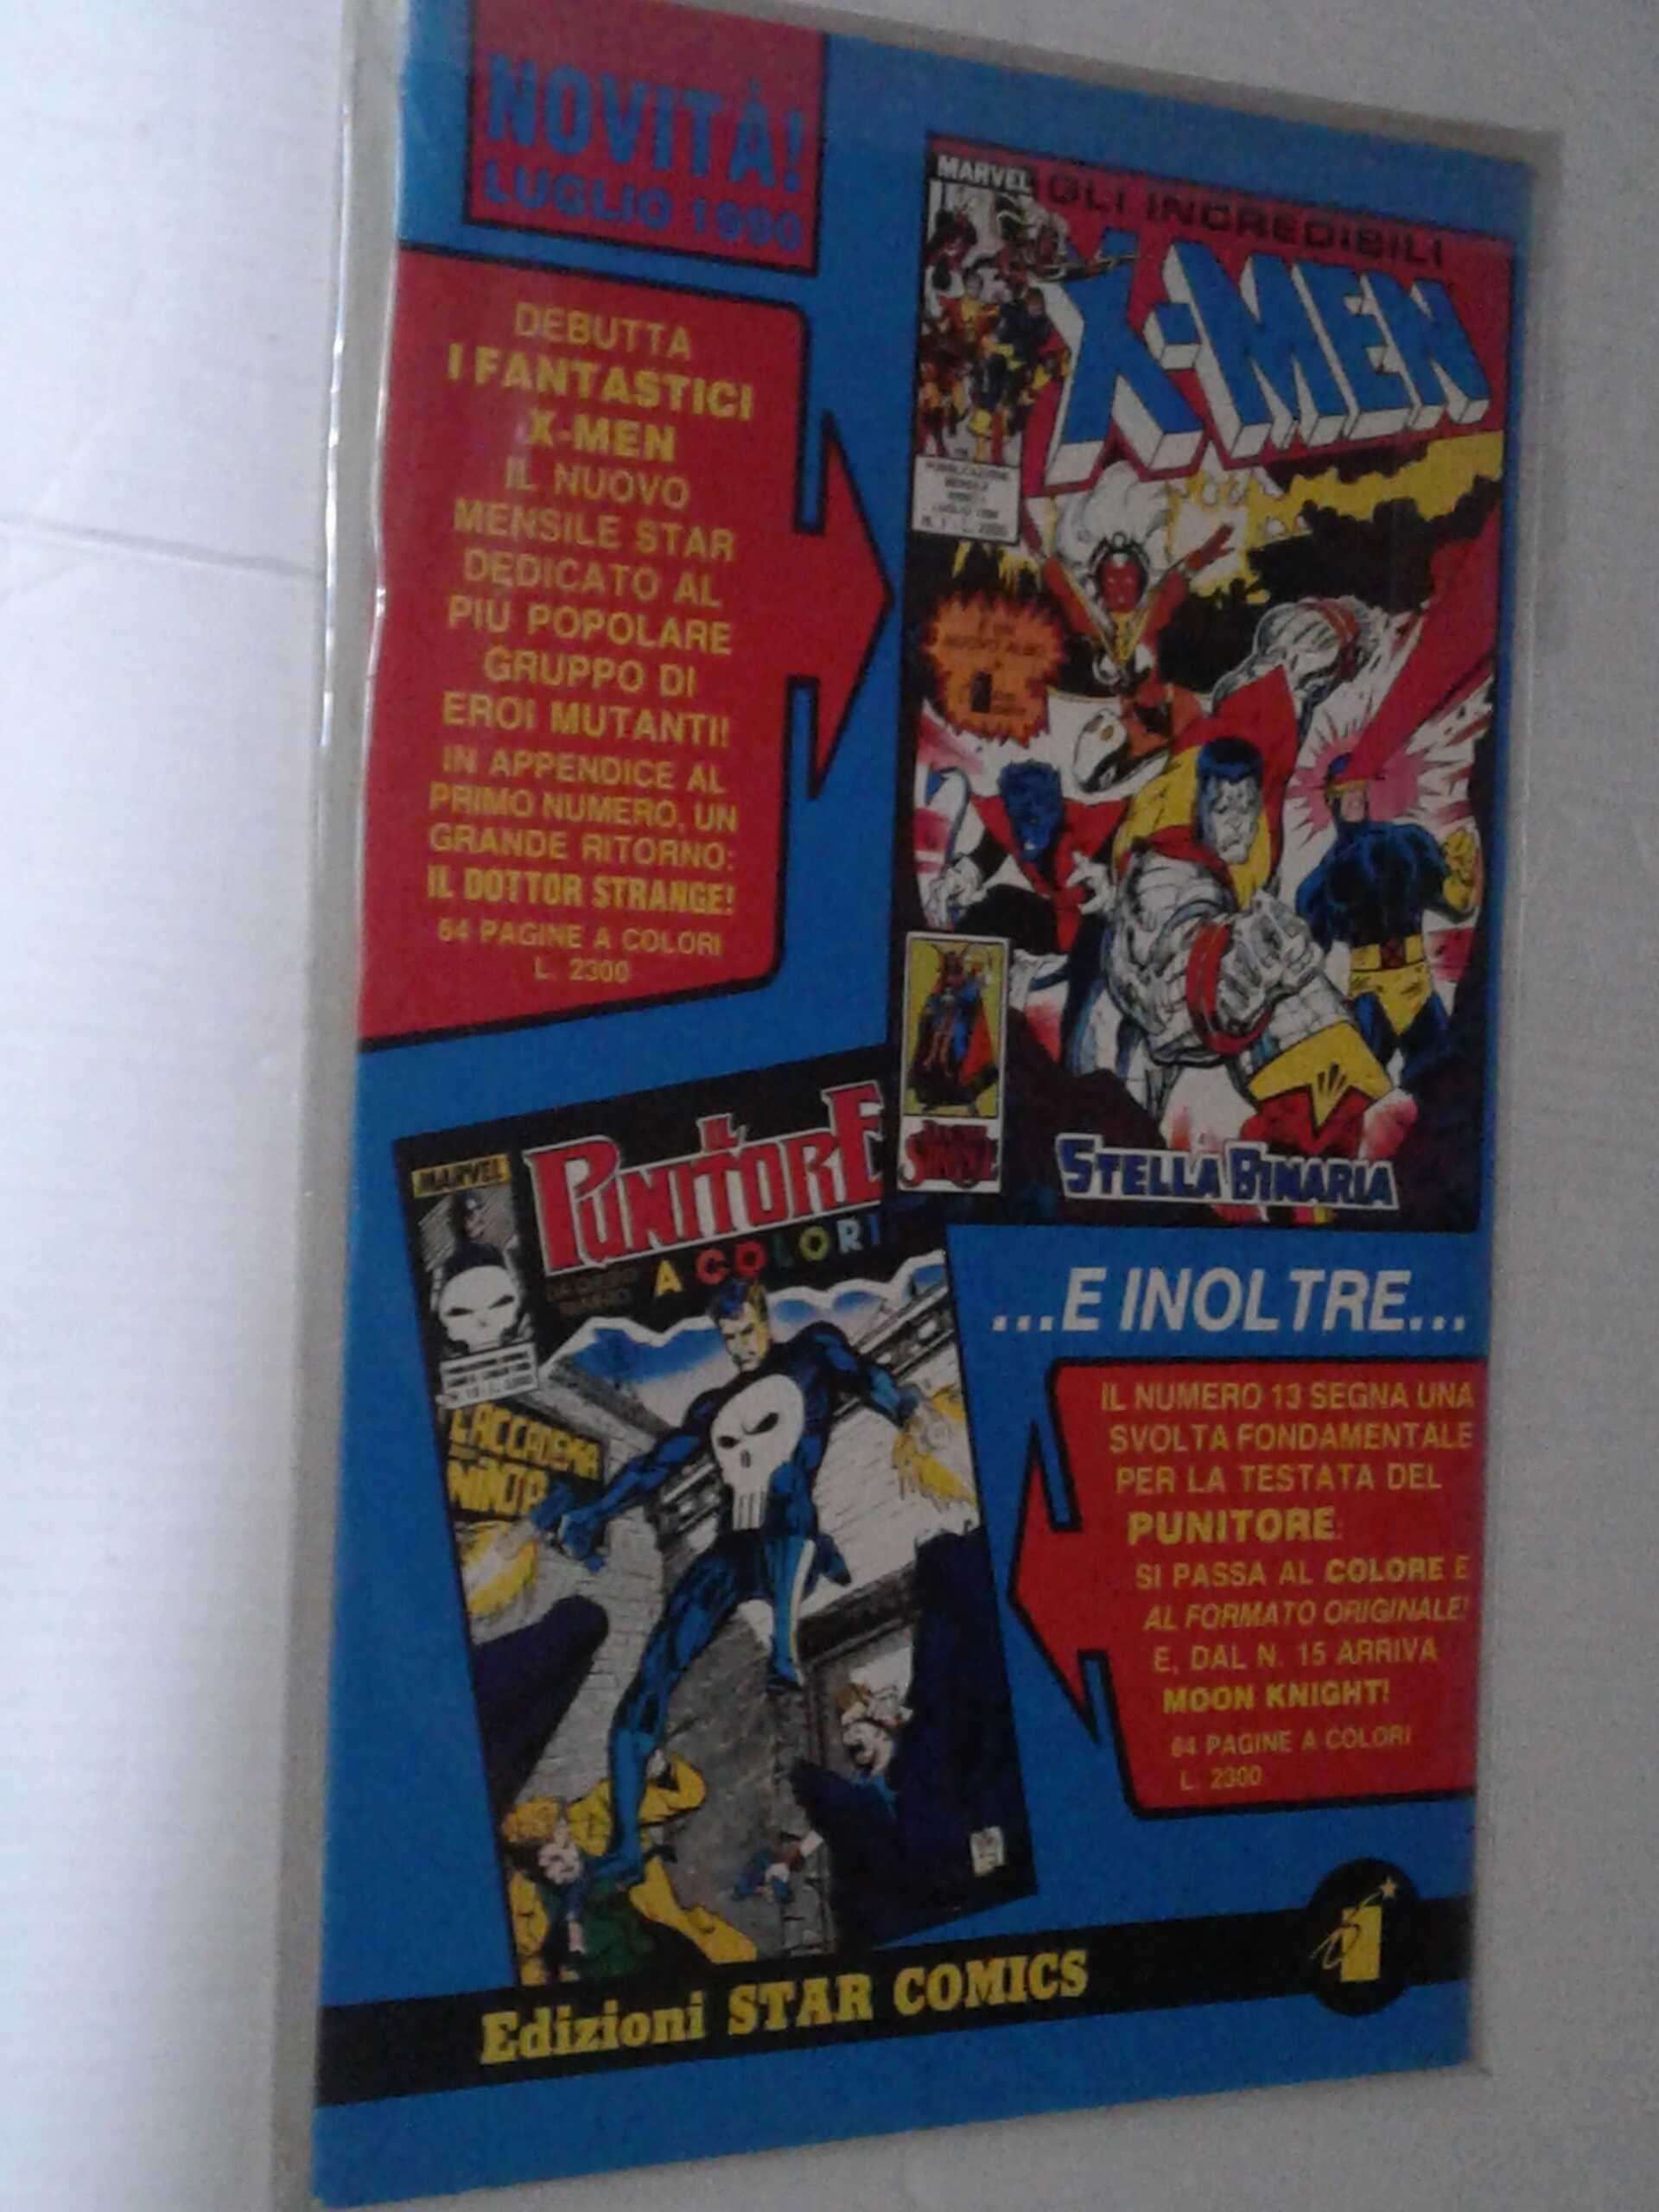 NOVITÀ!
LUGLIO 1990
DEBUTTA
I FANTASTICI
X-MEN
IL NUOVO
MENSILE STAR
DEDICATO AL
PIÙ POPOLARE
GRUPPO DI
EROI MUTANTI!
IN APPENDICE AL
PRIMO NUMERO, UN
GRANDE RITORNO:
IL DOTTOR STRANGE!
64 PAGINE A COLORI
L. 2300
MARVEL
GLI INCREDIBILI
X-MEN
STELLA BINARIA
MARVEL
IL
PUNITORE
A COLORI
L'ACCADEMIA
NINJA
...E INOLTRE...
IL NUMERO 13 SEGNA UNA
SVOLTA FONDAMENTALE
PER LA TESTATA DEL
PUNITORE:
SI PASSA AL COLORE E
AL FORMATO ORIGINALE!
E, DAL N. 15 ARRIVA
MOON KNIGHT!
64 PAGINE A COLORI
L. 2300
Edizioni STAR COMICS